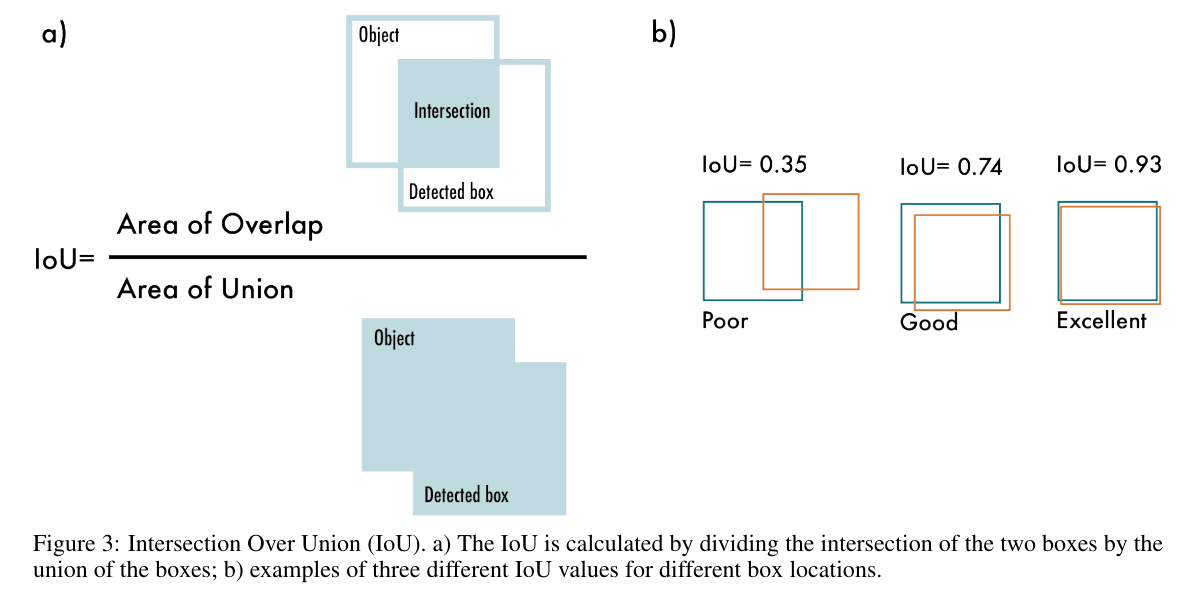 a)
Object
Intersection
Detected box
IoU=
Area of Overlap
Area of Union
Object
Detected box
b)
IoU= 0.35
Poor
IoU= 0.74
Good
IoU= 0.93
Excellent
Figure 3: Intersection Over Union (IoU). a) The IoU is calculated by dividing the intersection of the two boxes by the
union of the boxes; b) examples of three different IoU values for different box locations.